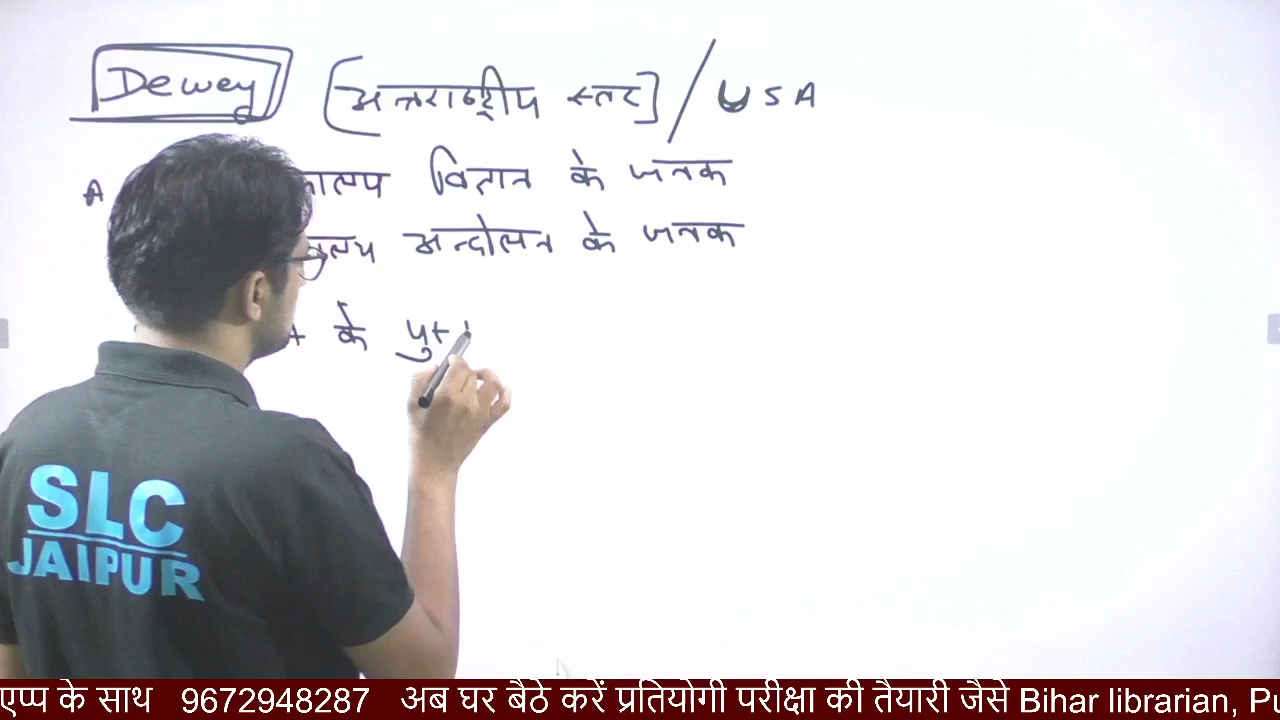 Dewey [अन्तराष्ट्रीय स्तर] / USA
A विज्ञान के जनक
अन्दोलन के जनक
के पुस
SLC
JAIPUR
एप्प के साथ 9672948287 अब घर बैठे करें प्रतियोगी परीक्षा की तैयारी जैसे Bihar librarian, Pu